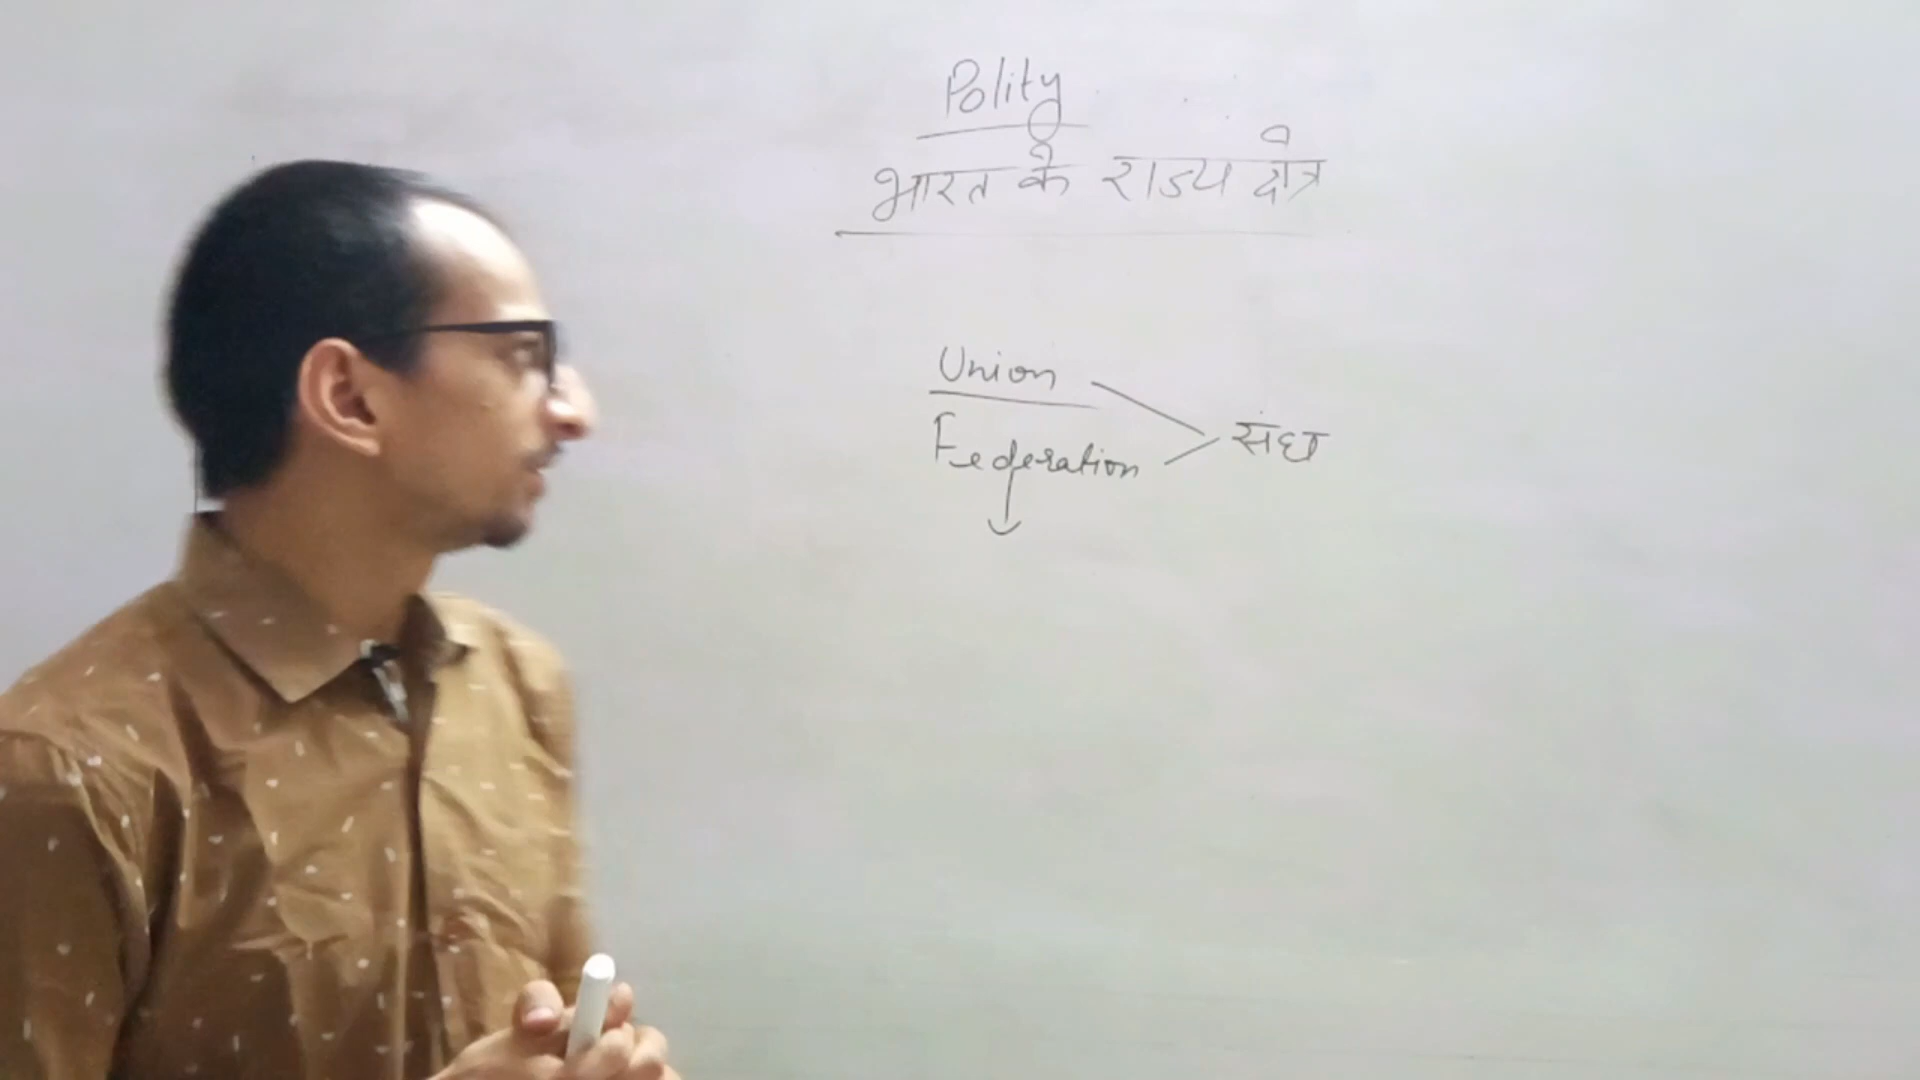 Polity
भारत के राज्य क्षेत्र
Union
Federation
संघ